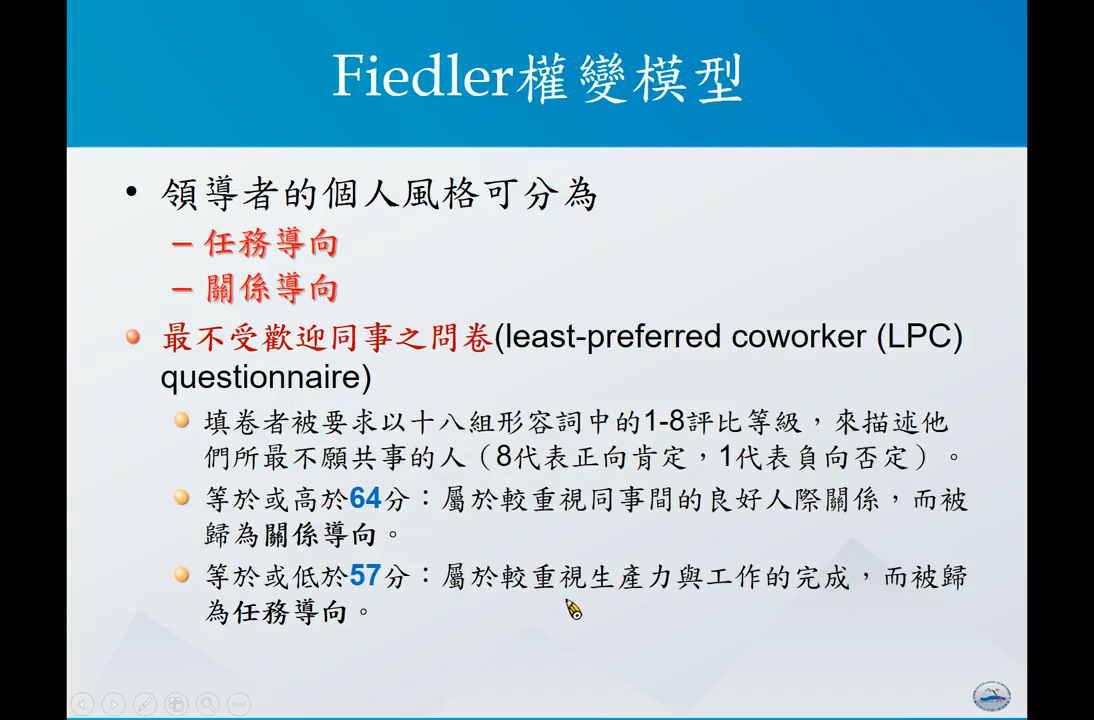 Fiedler權變模型
• 領導者的個人風格可分為
– 任務導向
– 關係導向
最不受歡迎同事之問卷(least-preferred coworker (LPC)
questionnaire)
填卷者被要求以十八組形容詞中的1-8評比等級，來描述他
們所最不願共事的人（8代表正向肯定，1代表負向否定）。
等於或高於64分：屬於較重視同事間的良好人際關係，而被
歸為關係導向。
等於或低於57分：屬於較重視生產力與工作的完成，而被歸
為任務導向。